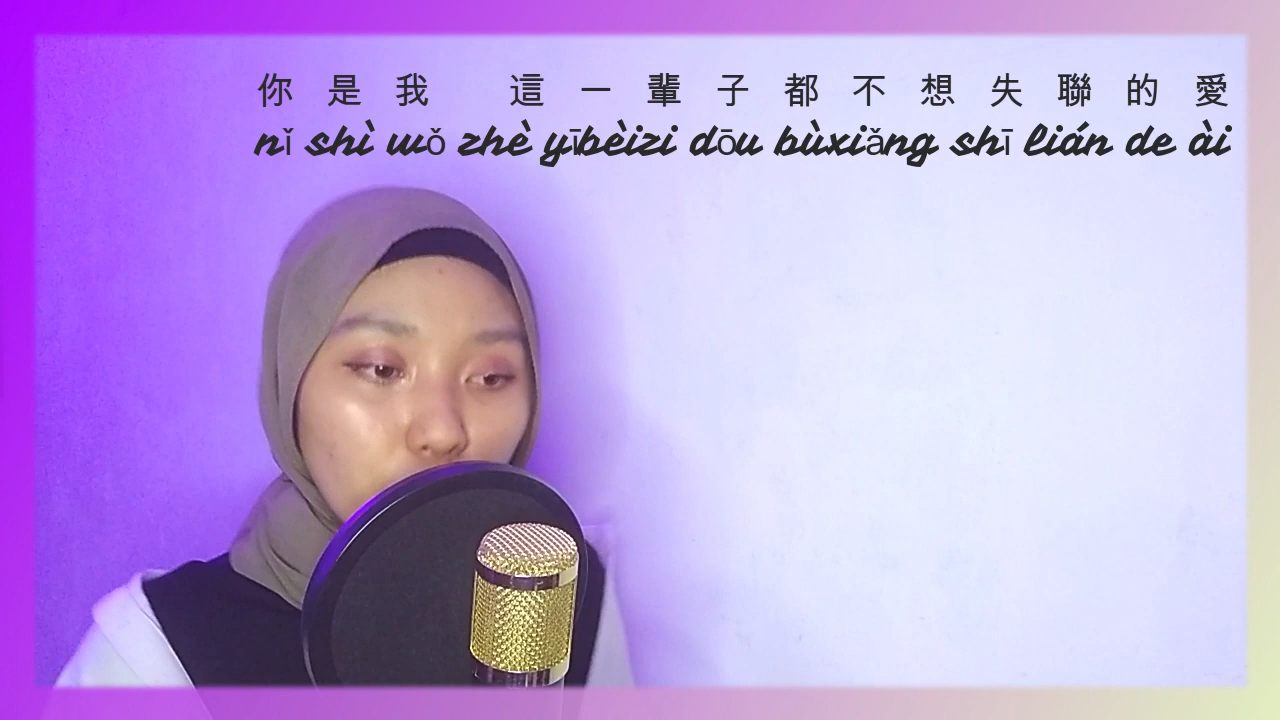 你是我 這一輩子都不想失聯的愛
nǐ shì wǒ zhè yībèizi dōu bùxiǎng shī lián de ài